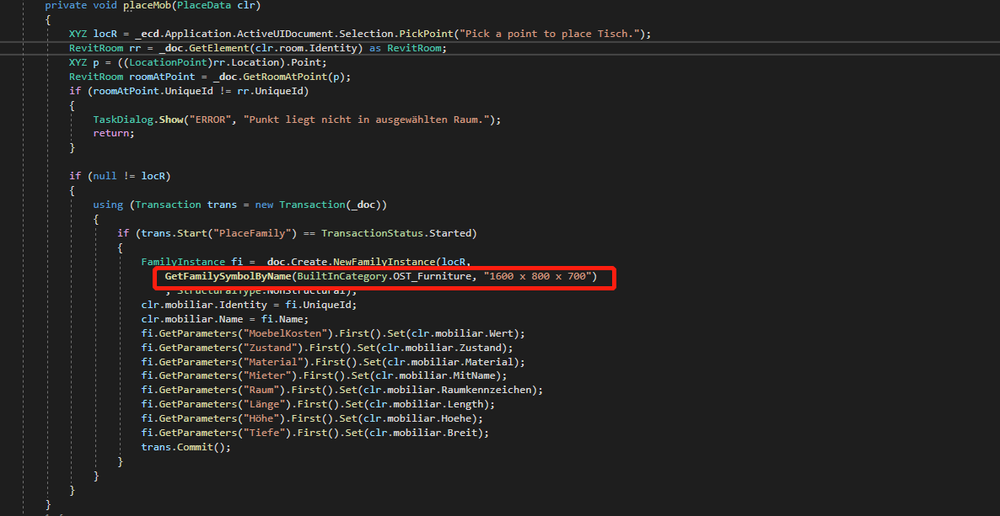 private void placeMob(PlaceData clr)
{
XYZ locR = _ecd.Application.ActiveUIDocument.Selection.PickPoint("Pick a point to place Tisch.");
RevitRoom rr = _doc.GetElement(clr.room.Identity) as RevitRoom;
XYZ p = ((LocationPoint)rr.Location).Point;
RevitRoom roomAtPoint = _doc.GetRoomAtPoint(p);
if (roomAtPoint.UniqueId != rr.UniqueId)
{
TaskDialog.Show("ERROR", "Punkt liegt nicht in ausgewählten Raum.");
return;
}
if (null != locR)
{
using (Transaction trans = new Transaction(_doc))
{
if (trans.Start("PlaceFamily") == TransactionStatus.Started)
{
FamilyInstance fi = _doc.Create.NewFamilyInstance(locR,
GetFamilySymbolByName(BuiltInCategory.OST_Furniture, "1600 x 800 x 700")
, StructuralType.NonStructural);
clr.mobiliar.Identity = fi.UniqueId;
clr.mobiliar.Name = fi.Name;
fi.GetParameters("MoebelKosten").First().Set(clr.mobiliar.Wert);
fi.GetParameters("Zustand").First().Set(clr.mobiliar.Zustand);
fi.GetParameters("Material").First().Set(clr.mobiliar.Material);
fi.GetParameters("Mieter").First().Set(clr.mobiliar.MitName);
fi.GetParameters("Raum").First().Set(clr.mobiliar.Raumkennzeichen);
fi.GetParameters("Länge").First().Set(clr.mobiliar.Length);
fi.GetParameters("Höhe").First().Set(clr.mobiliar.Hoehe);
fi.GetParameters("Tiefe").First().Set(clr.mobiliar.Breit);
trans.Commit();
}
}
}
}